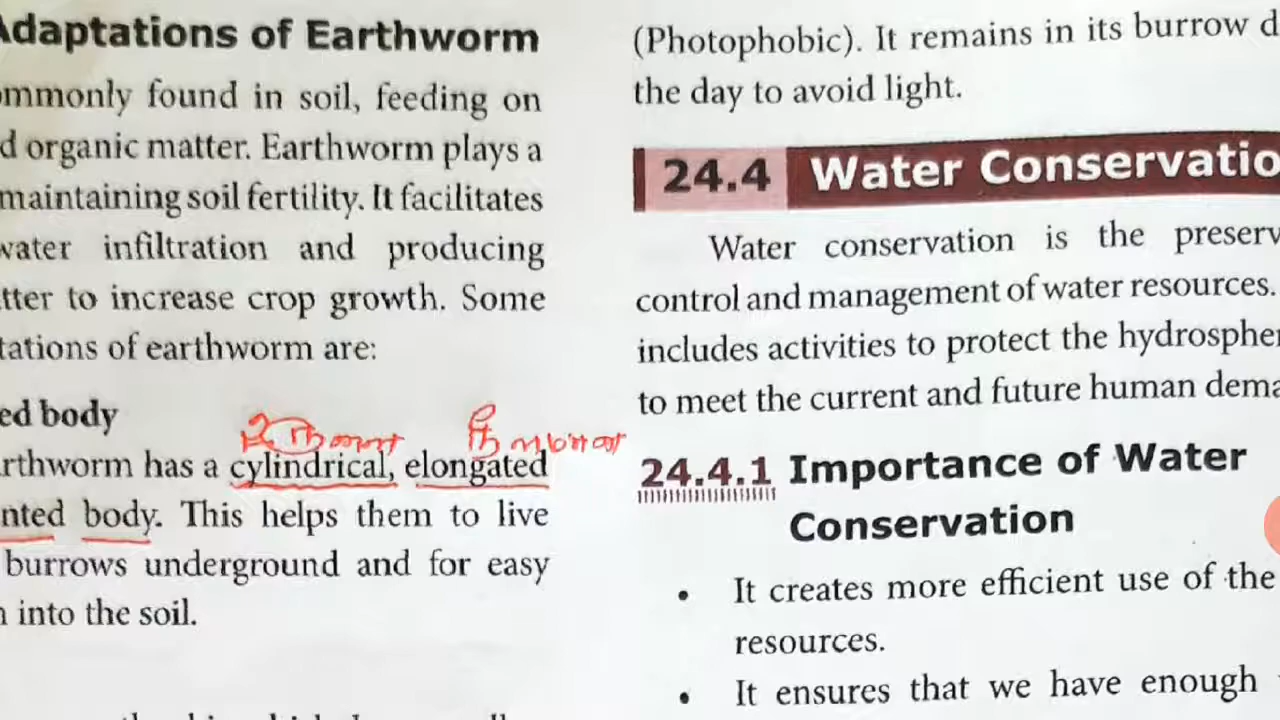 Adaptations of Earthworm
ommonly found in soil, feeding on
d organic matter. Earthworm plays a
maintaining soil fertility. It facilitates
water infiltration and producing
tter to increase crop growth. Some
tations of earthworm are:
ed body
rthworm has a cylindrical, elongated
nted body. This helps them to live
burrows underground and for easy
n into the soil.
(Photophobic). It remains in its burrow d
the day to avoid light.
24.4 Water Conservatio
Water conservation is the preserv
control and management of water resources.
includes activities to protect the hydrospher
to meet the current and future human dema
24.4.1 Importance of Water
Conservation
• It creates more efficient use of the
resources.
• It ensures that we have enough